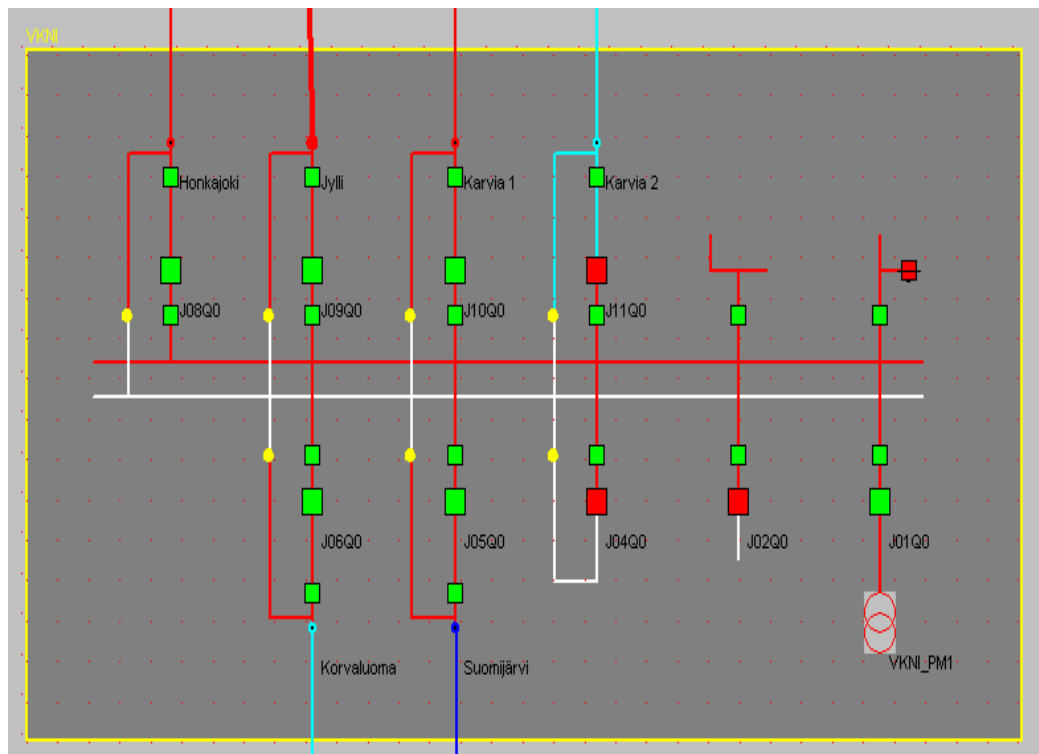 VKNI
Honkajoki
Jylli
Karvia 1
Karvia 2
J08Q0
J09Q0
J10Q0
J11Q0
J06Q0
J05Q0
J04Q0
J02Q0
J01Q0
Korvaluoma
Suomijärvi
VKNI_PM1